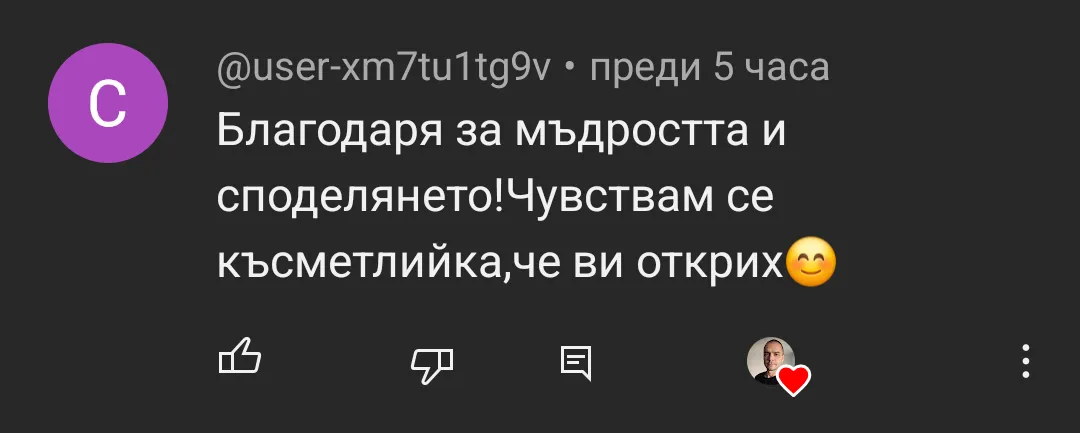 C
@user-xm7tu1tg9v • преди 5 часа
Благодаря за мъдростта и
споделянето!Чувствам се
късметлийка,че ви открих😊